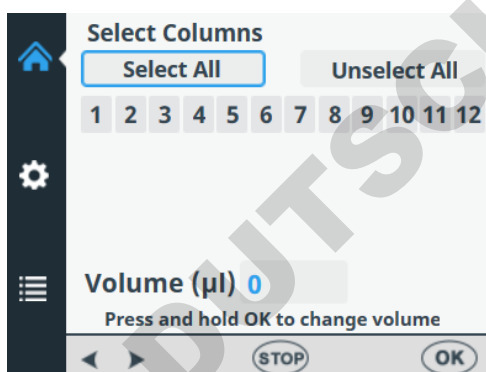 Select Columns
Select All Unselect All
1 2 3 4 5 6 7 8 9 10 11 12
Volume (µl) 0
Press and hold OK to change volume
STOP OK
DUTSC